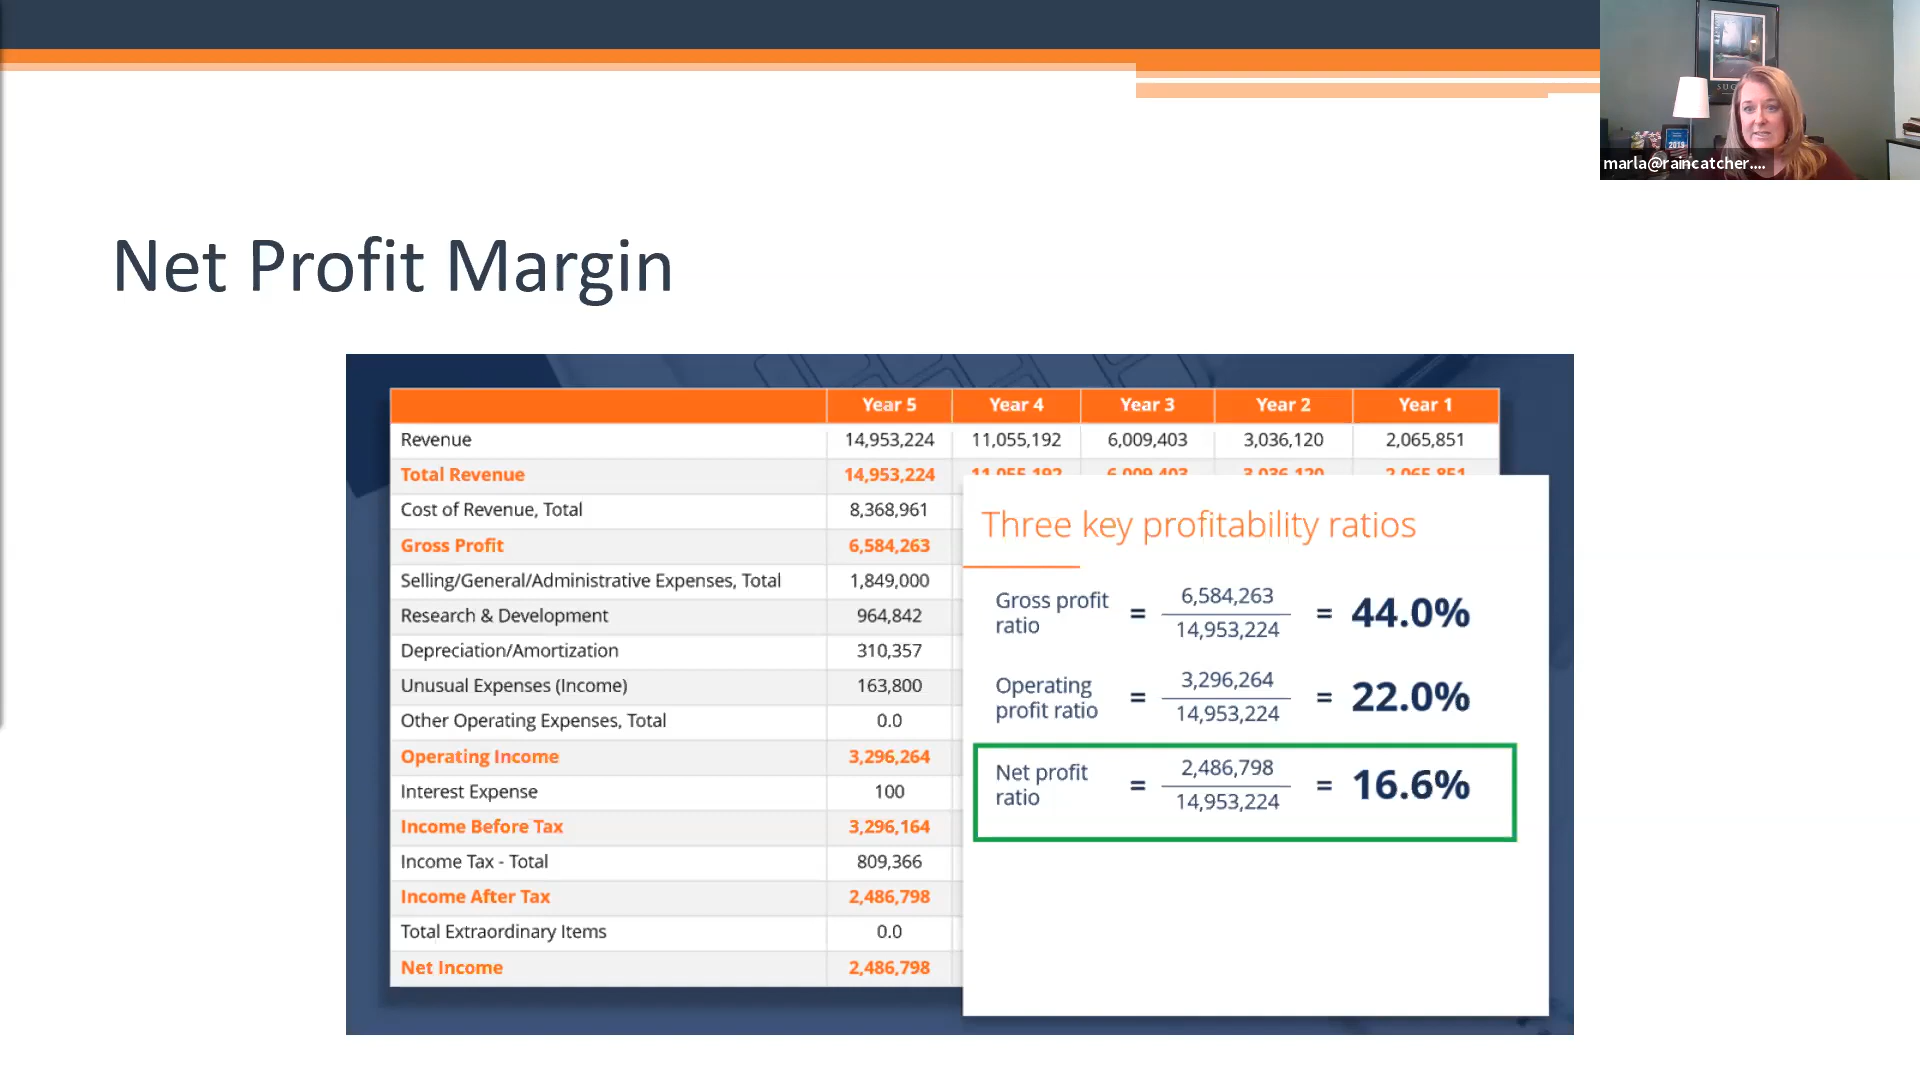 marla@raincatcher....
2019
Net Profit Margin
Year 5 Year 4 Year 3 Year 2 Year 1
Revenue 14,953,224 11,055,192 6,009,403 3,036,120 2,065,851
Total Revenue 14,953,224 11,055,192 6,009,403 3,036,120 2,065,851
Cost of Revenue, Total 8,368,961
Gross Profit 6,584,263
Selling/General/Administrative Expenses, Total 1,849,000
Research & Development 964,842
Depreciation/Amortization 310,357
Unusual Expenses (Income) 163,800
Other Operating Expenses, Total 0.0
Operating Income 3,296,264
Interest Expense 100
Income Before Tax 3,296,164
Income Tax - Total 809,366
Income After Tax 2,486,798
Total Extraordinary Items 0.0
Net Income 2,486,798
Three key profitability ratios
Gross profit
ratio
=
6,584,263
14,953,224
= 44.0%
Operating
profit ratio
=
3,296,264
14,953,224
= 22.0%
Net profit
ratio
=
2,486,798
14,953,224
= 16.6%